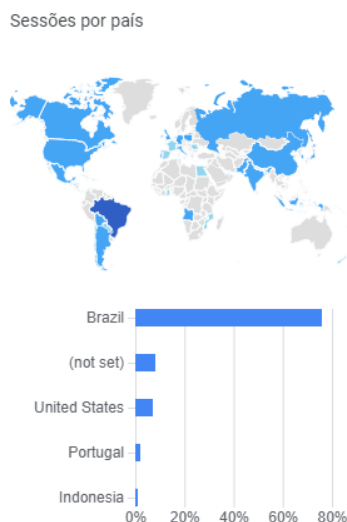 Sessões por país
Brazil
(not set)
United States
Portugal
Indonesia
0% 20% 40% 60% 80%